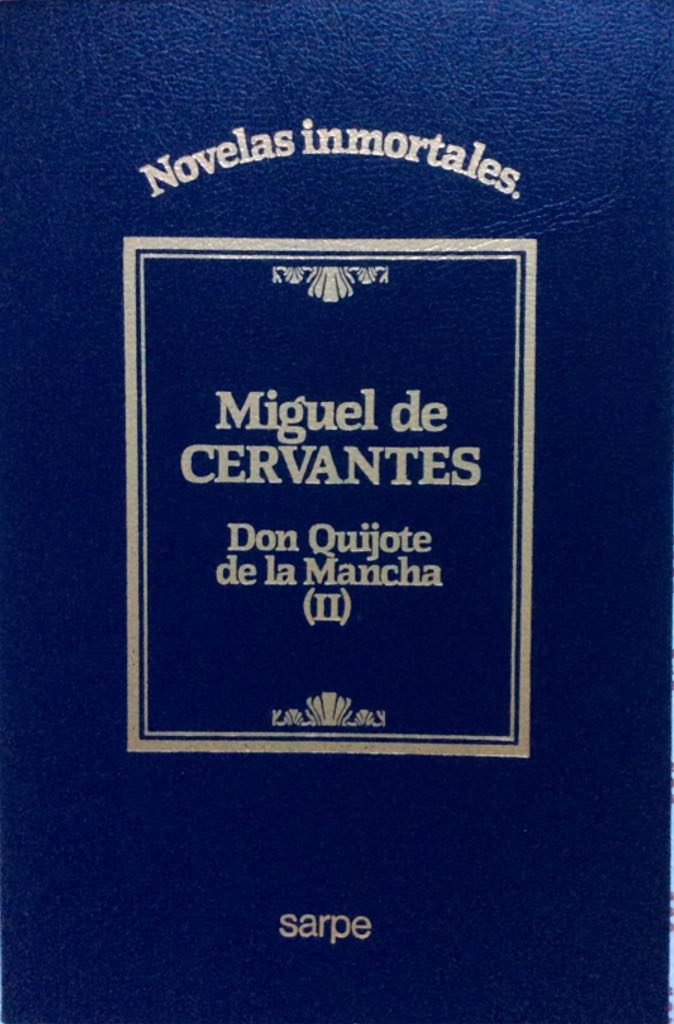 Novelas inmortales.
Miguel de
CERVANTES
Don Quijote
de la Mancha
(II)
sarpe